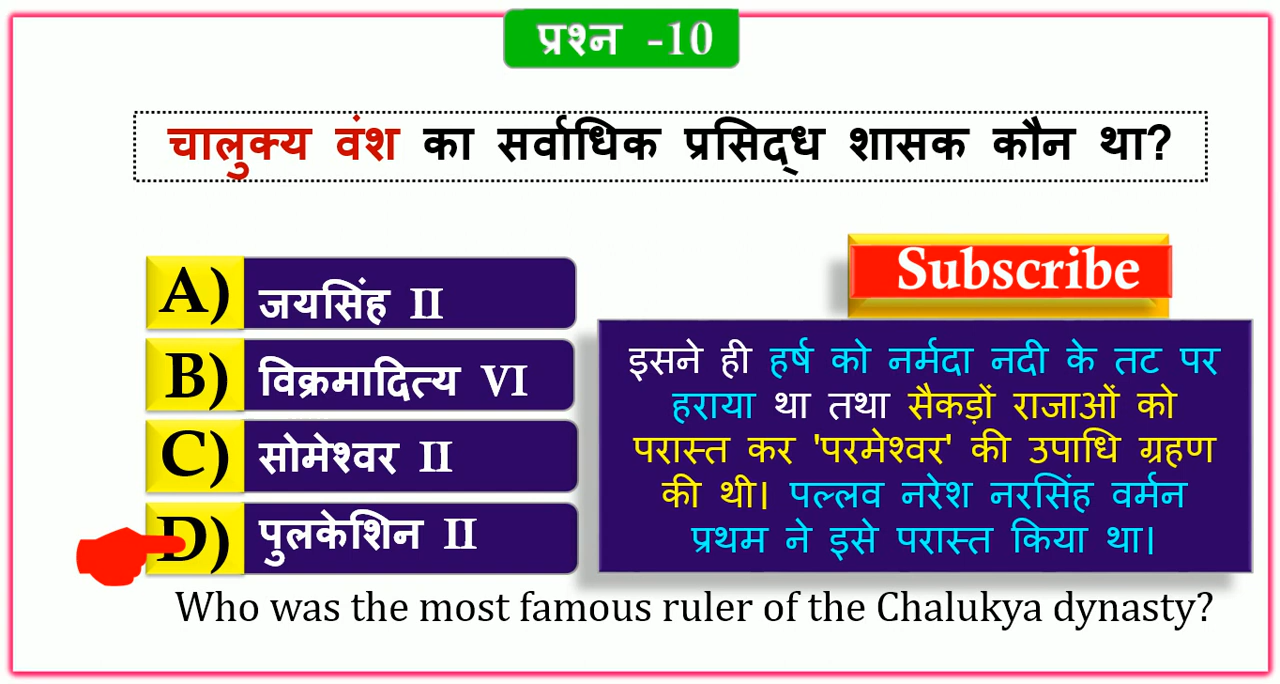 प्रश्न -10
चालुक्य वंश का सर्वाधिक प्रसिद्ध शासक कौन था?
A) जयसिंह II
B) विक्रमादित्य VI
C) सोमेश्वर II
D) पुलकेशिन II
Subscribe
इसने ही हर्ष को नर्मदा नदी के तट पर
हराया था तथा सैकड़ों राजाओं को
परास्त कर 'परमेश्वर' की उपाधि ग्रहण
की थी। पल्लव नरेश नरसिंह वर्मन
प्रथम ने इसे परास्त किया था।
Who was the most famous ruler of the Chalukya dynasty?